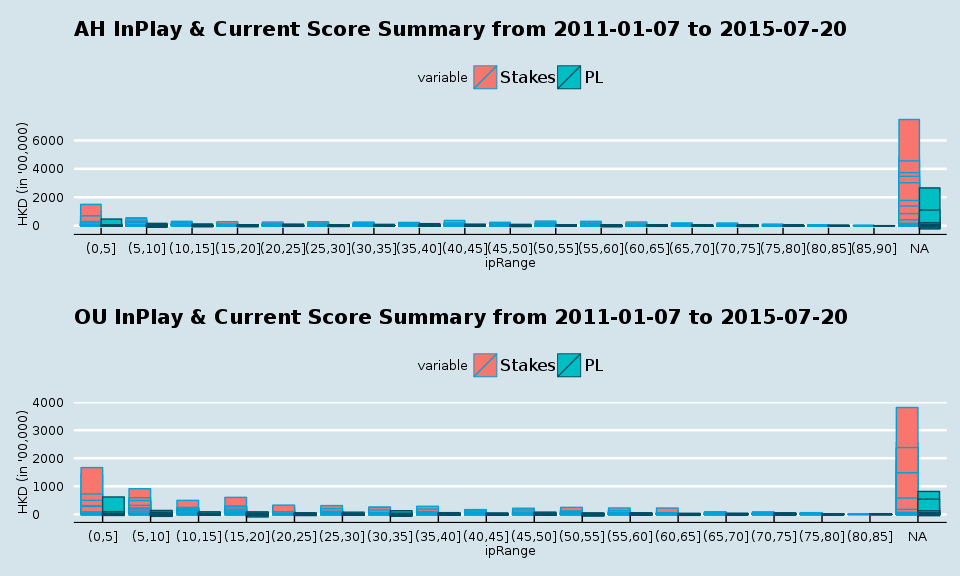 AH InPlay & Current Score Summary from 2011-01-07 to 2015-07-20
variable Stakes PL
HKD (in '00,000)
6000
4000
2000
0
(0,5] (5,10] (10,15] (15,20] (20,25] (25,30] (30,35] (35,40] (40,45] (45,50] (50,55] (55,60] (60,65] (65,70] (70,75] (75,80] (80,85] (85,90] NA
ipRange
OU InPlay & Current Score Summary from 2011-01-07 to 2015-07-20
variable Stakes PL
HKD (in '00,000)
4000
3000
2000
1000
0
(0,5] (5,10] (10,15] (15,20] (20,25] (25,30] (30,35] (35,40] (40,45] (45,50] (50,55] (55,60] (60,65] (65,70] (70,75] (75,80] (80,85] NA
ipRange